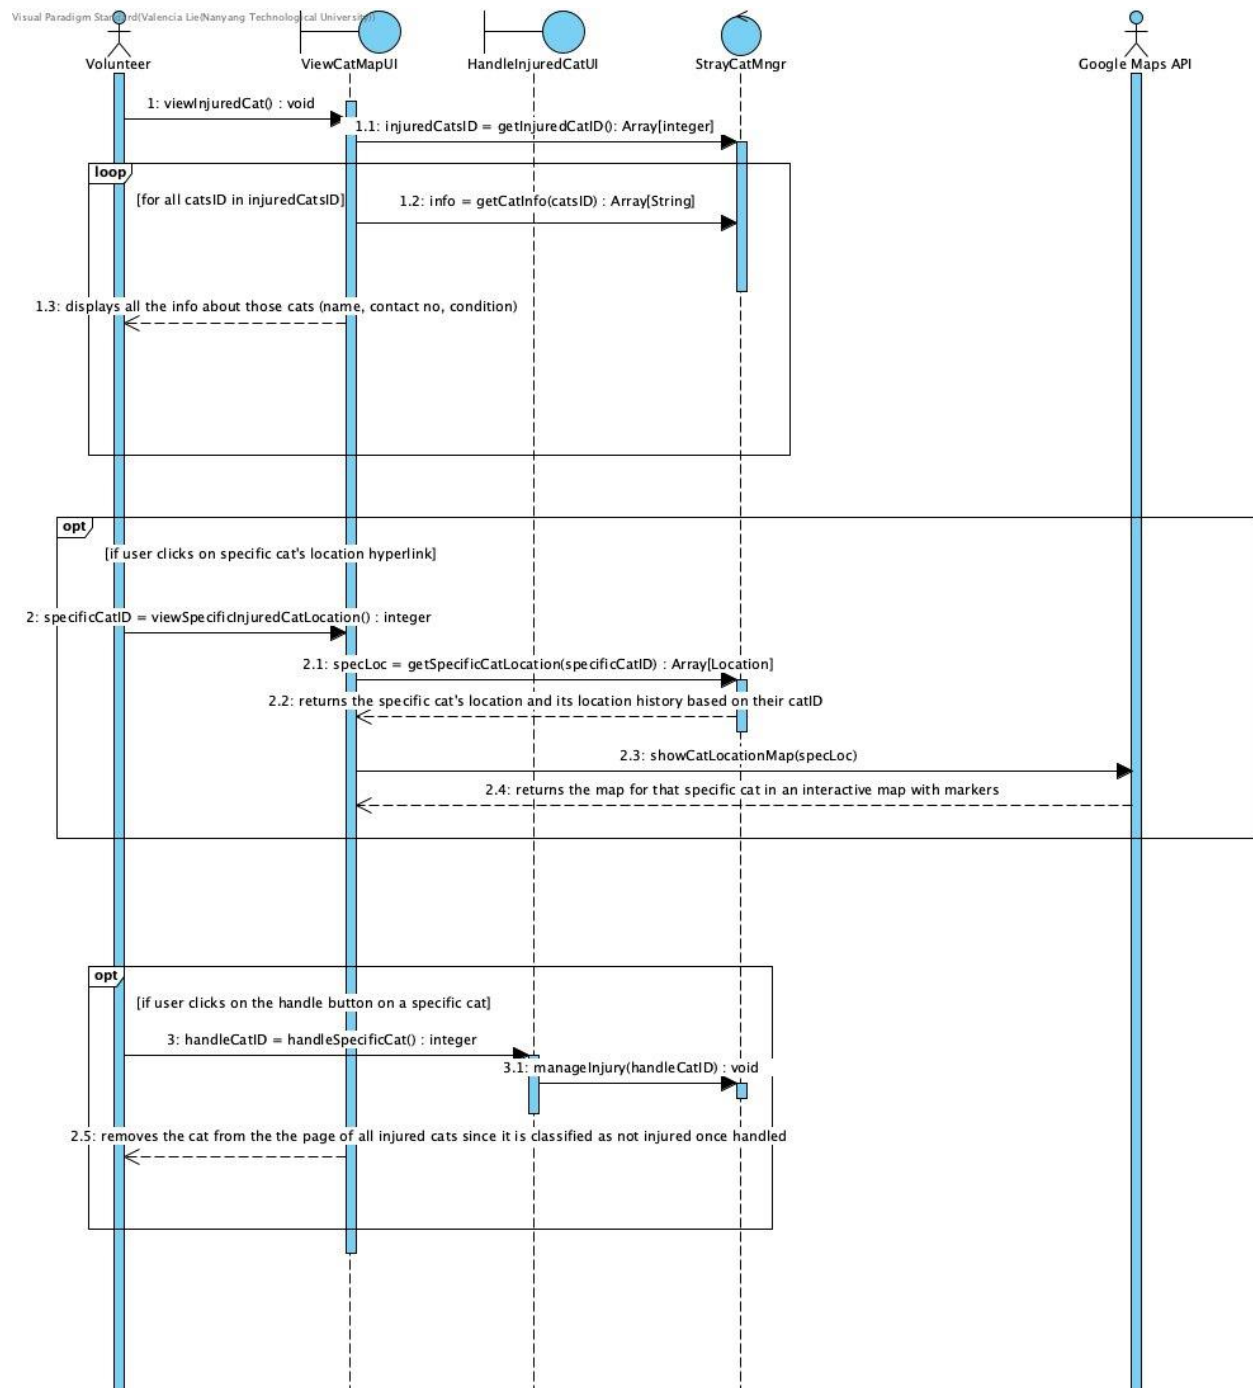 Visual Paradigm Standard(Valencia Lie(Nanyang Technological University))
Volunteer
ViewCatMapUI
HandleInjuredCatUI
StrayCatMngr
Google Maps API
1: viewInjuredCat() : void
1.1: injuredCatsID = getInjuredCatID(): Array[integer]
loop
[for all catsID in injuredCatsID]
1.2: info = getCatInfo(catsID) : Array[String]
1.3: displays all the info about those cats (name, contact no, condition)
opt
[if user clicks on specific cat's location hyperlink]
2: specificCatID = viewSpecificInjuredCatLocation() : integer
2.1: specLoc = getSpecificCatLocation(specificCatID) : Array[Location]
2.2: returns the specific cat's location and its location history based on their catID
2.3: showCatLocationMap(specLoc)
2.4: returns the map for that specific cat in an interactive map with markers
opt
[if user clicks on the handle button on a specific cat]
3: handleCatID = handleSpecificCat() : integer
3.1: manageInjury(handleCatID) : void
2.5: removes the cat from the the page of all injured cats since it is classified as not injured once handled